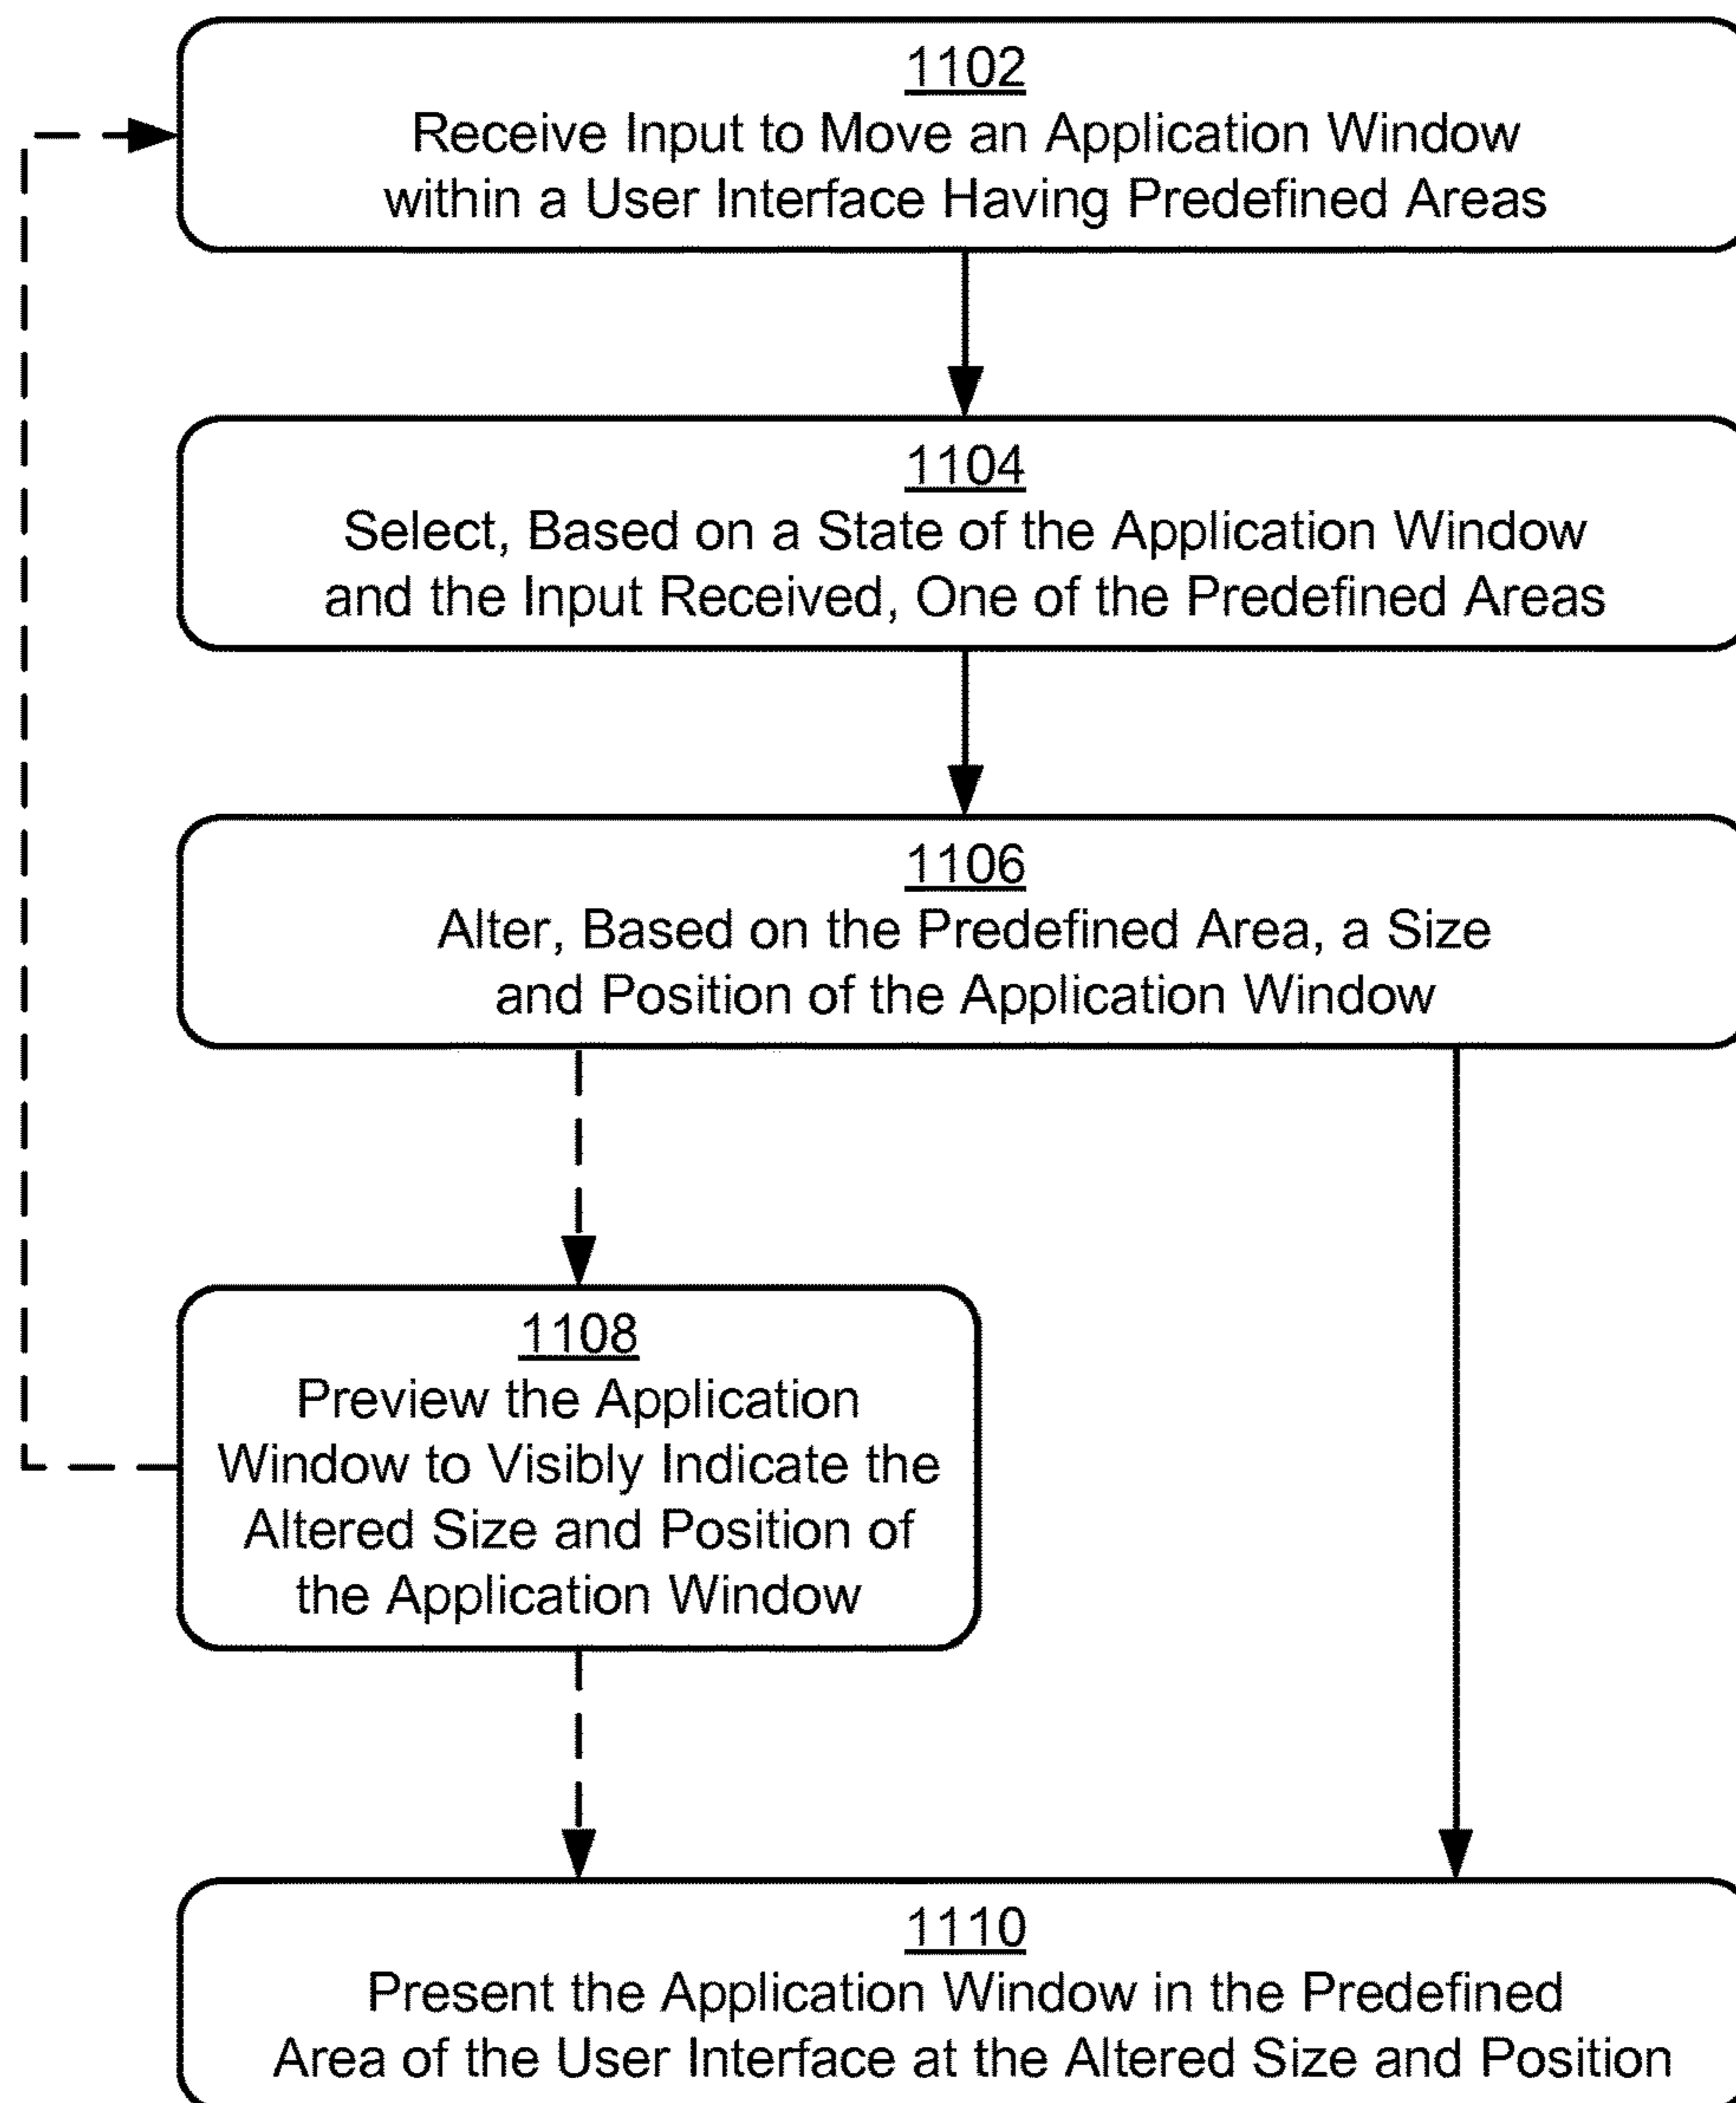 1102
Receive Input to Move an Application Window
within a User Interface Having Predefined Areas
1104
Select, Based on a State of the Application Window
and the Input Received, One of the Predefined Areas
1106
Alter, Based on the Predefined Area, a Size
and Position of the Application Window
1108
Preview the Application
Window to Visibly Indicate the
Altered Size and Position of
the Application Window
1110
Present the Application Window in the Predefined
Area of the User Interface at the Altered Size and Position